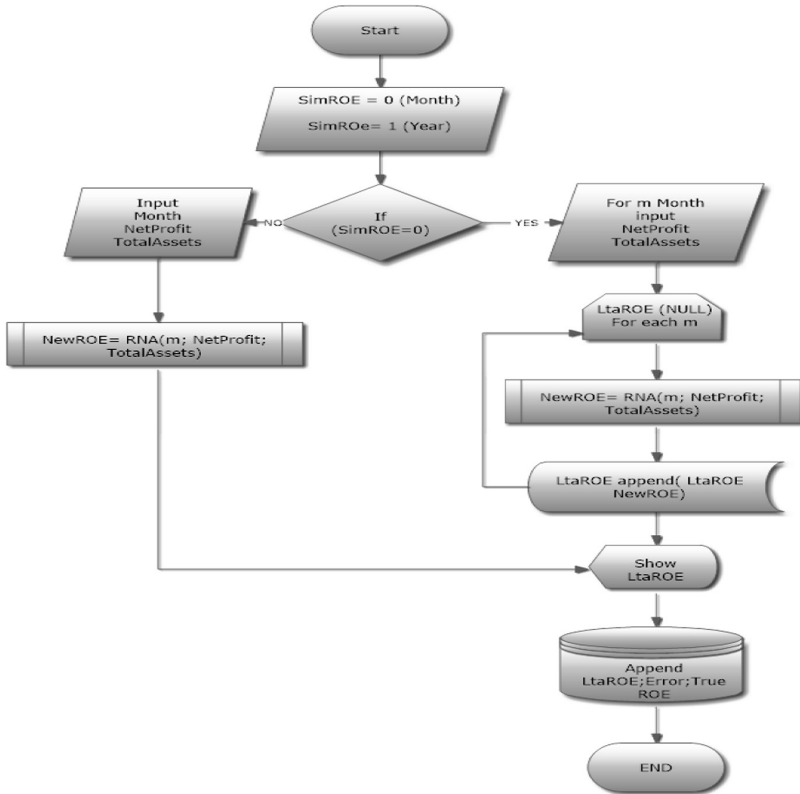 Start
SimROE = 0 (Month)
SimROe= 1 (Year)
If
(SimROE=0)
NO
YES
Input
Month
NetProfit
TotalAssets
For m Month
input
NetProfit
TotalAssets
LtaROE (NULL)
For each m
NewROE= RNA(m; NetProfit;
TotalAssets)
NewROE= RNA(m; NetProfit;
TotalAssets)
LtaROE append( LtaROE
NewROE)
Show
LtaROE
Append
LtaROE;Error;True
ROE
END